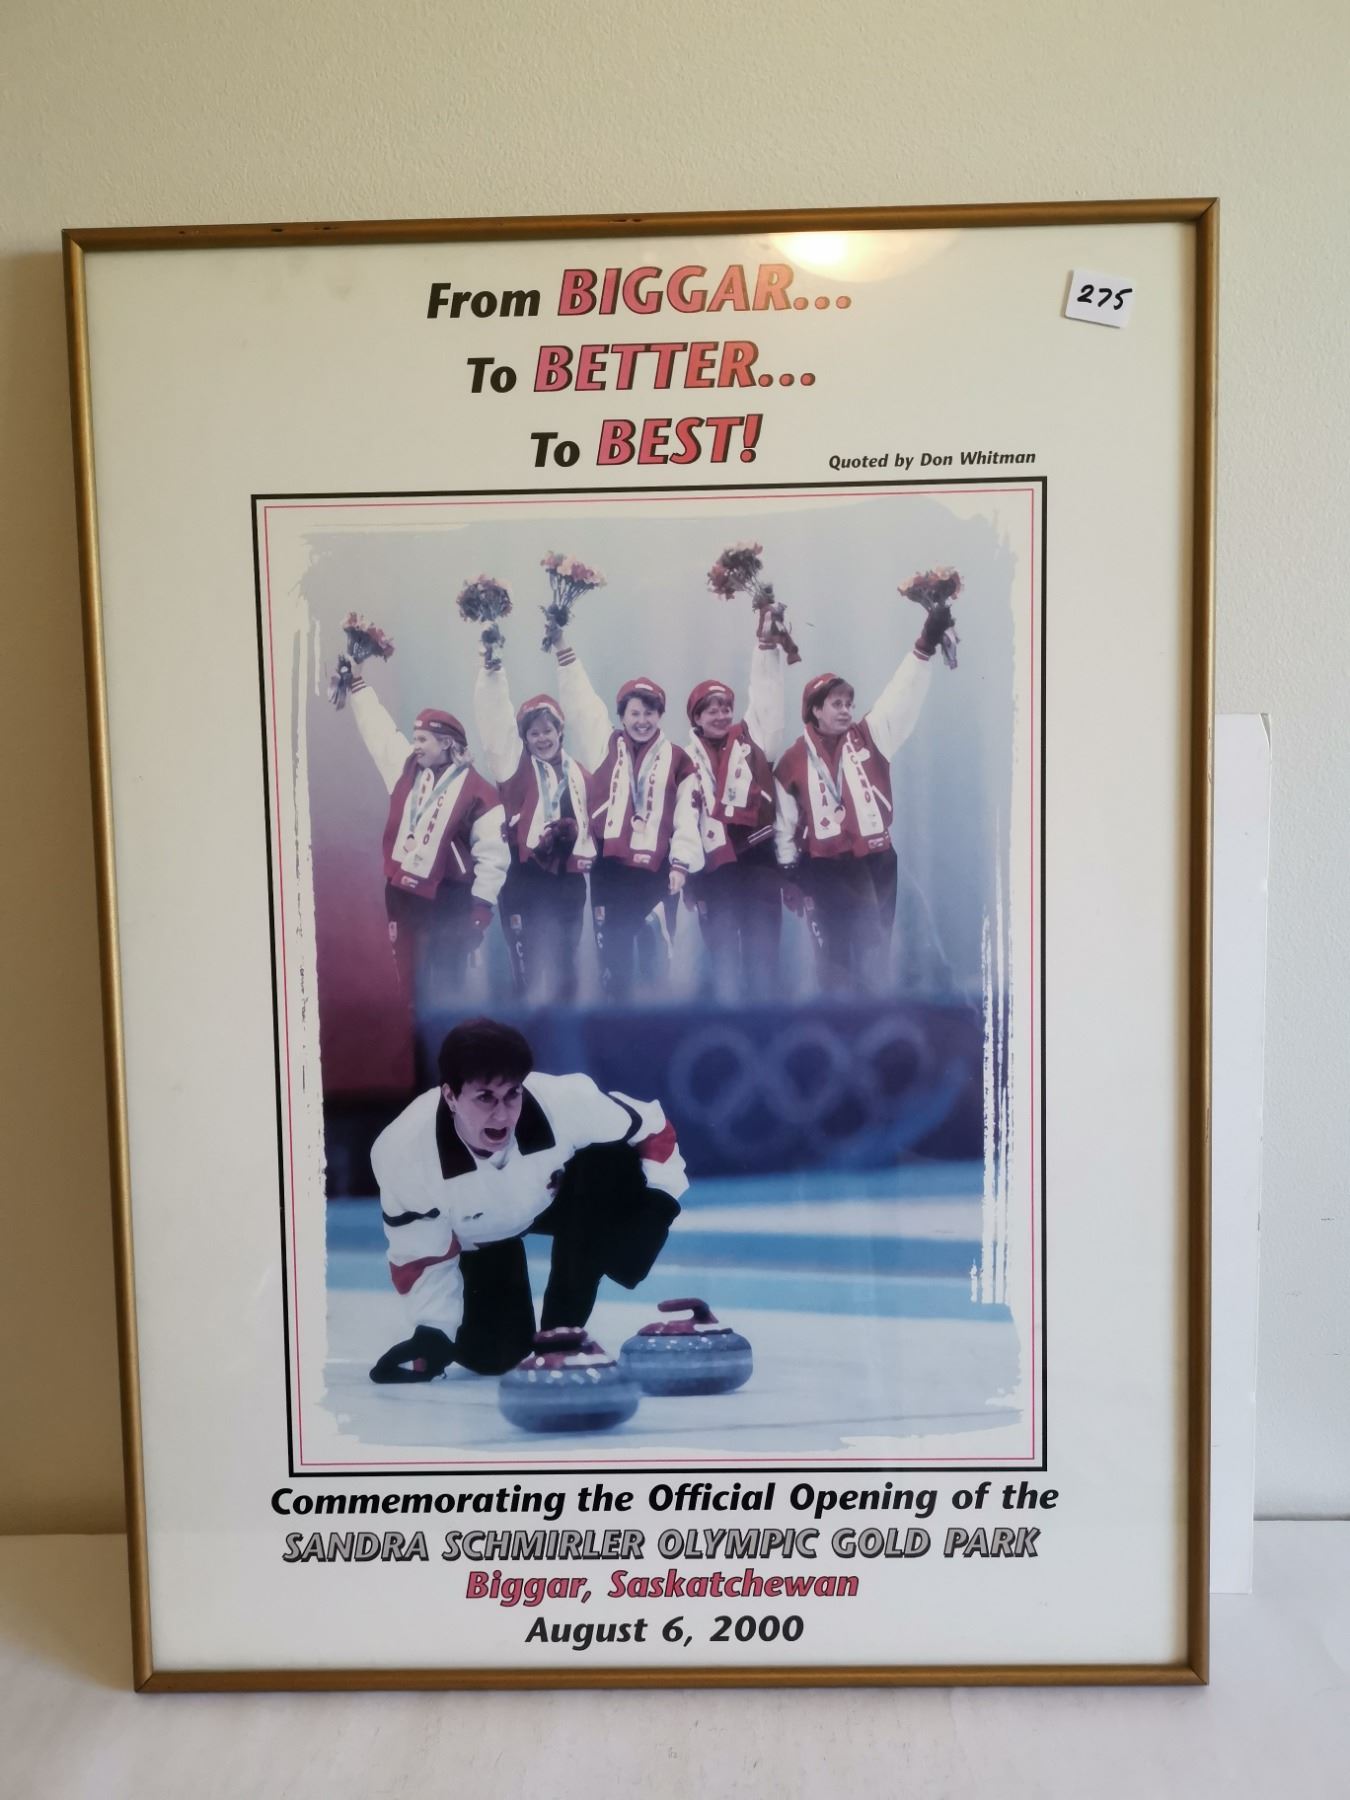 From BIGGAR...
275
To BETTER...
To BEST!
Quoted by Don Whitman
Commemorating the Official Opening of the
SANDRA SCHMIRLER OLYMPIC GOLD PARK
Biggar, Saskatchewan
August 6, 2000